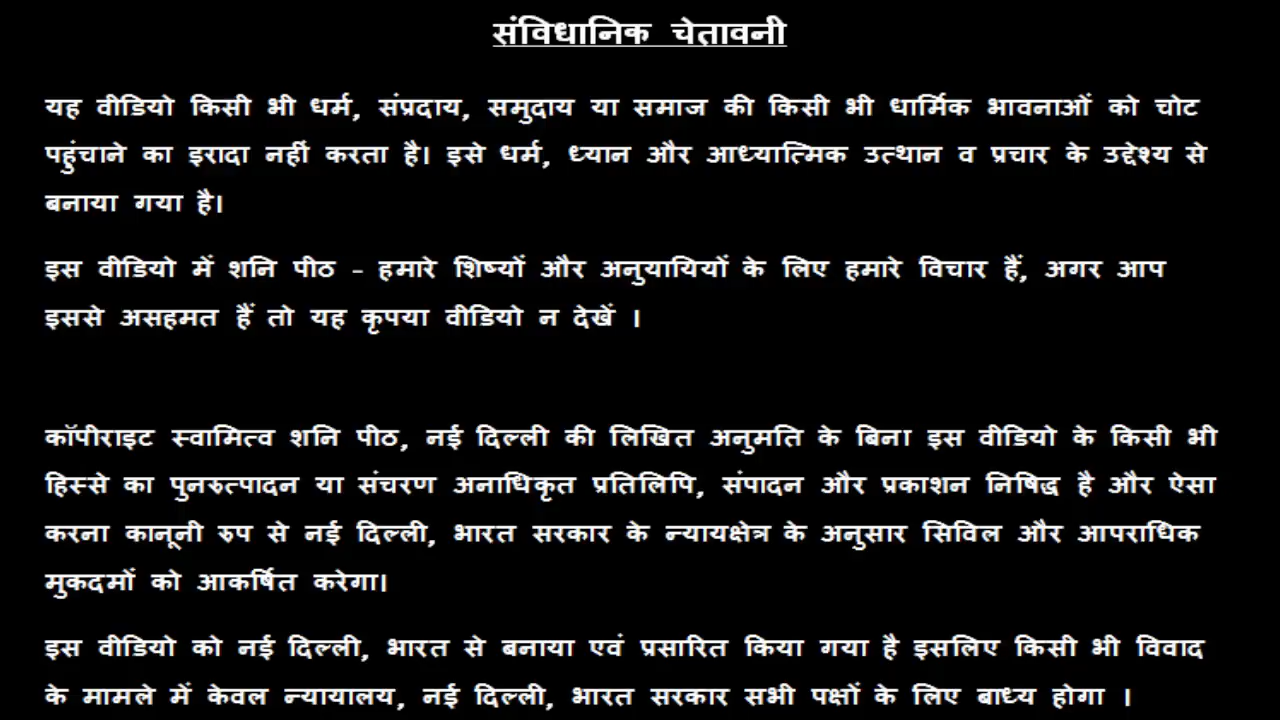 संविधानिक चेतावनी
यह वीडियो किसी भी धर्म, संप्रदाय, समुदाय या समाज की किसी भी धार्मिक भावनाओं को चोट
पहुंचाने का इरादा नहीं करता है। इसे धर्म, ध्यान और आध्यात्मिक उत्थान व प्रचार के उद्देश्य से
बनाया गया है।
इस वीडियो में शनि पीठ – हमारे शिष्यों और अनुयायियों के लिए हमारे विचार हैं, अगर आप
इससे असहमत हैं तो यह कृपया वीडियो न देखें ।
कॉपीराइट स्वामित्व शनि पीठ, नई दिल्ली की लिखित अनुमति के बिना इस वीडियो के किसी भी
हिस्से का पुनरुत्पादन या संचरण अनाधिकृत प्रतिलिपि, संपादन और प्रकाशन निषिद्ध है और ऐसा
करना कानूनी रुप से नई दिल्ली, भारत सरकार के न्यायक्षेत्र के अनुसार सिविल और आपराधिक
मुकदमों को आकर्षित करेगा।
इस वीडियो को नई दिल्ली, भारत से बनाया एवं प्रसारित किया गया है इसलिए किसी भी विवाद
के मामले में केवल न्यायालय, नई दिल्ली, भारत सरकार सभी पक्षों के लिए बाध्य होगा ।